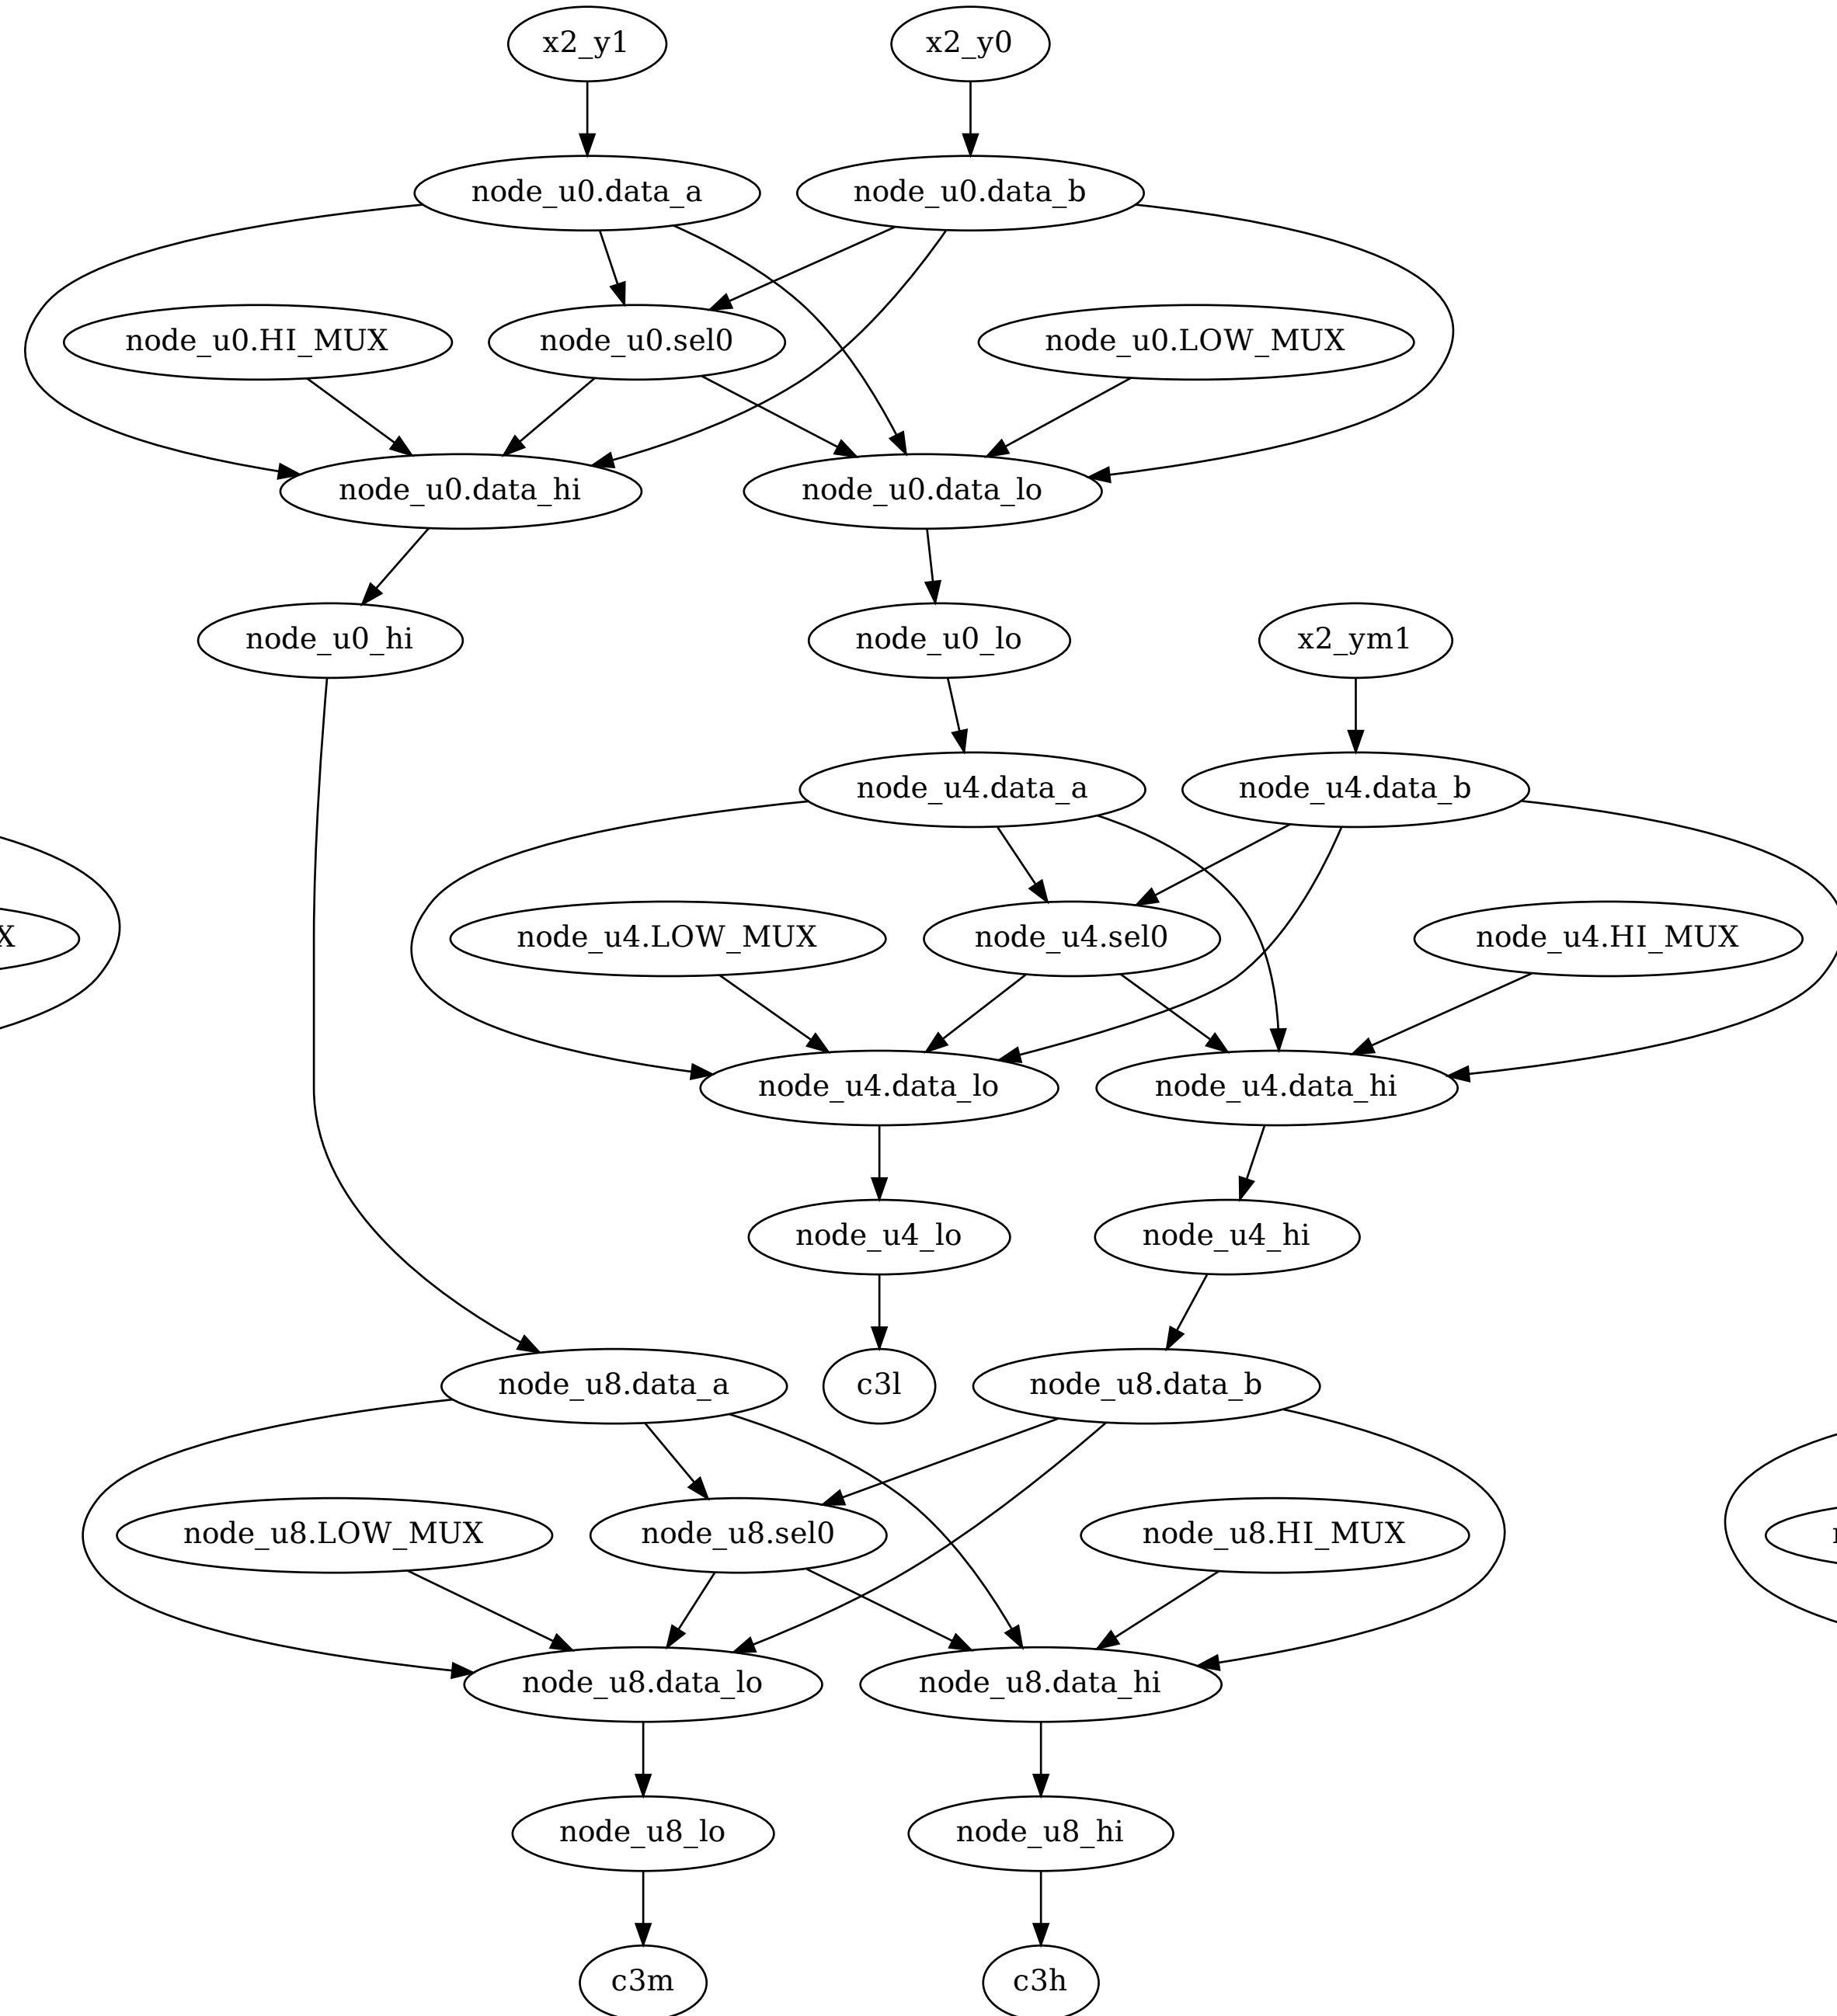 x2_y1
x2_y0
node_u0.data_a
node_u0.data_b
node_u0.HI_MUX
node_u0.sel0
node_u0.LOW_MUX
node_u0.data_hi
node_u0.data_lo
node_u0_hi
node_u0_lo
x2_ym1
node_u4.data_a
node_u4.data_b
X
node_u4.LOW_MUX
node_u4.sel0
node_u4.HI_MUX
node_u4.data_lo
node_u4.data_hi
node_u4_lo
node_u4_hi
node_u8.data_a
c3l
node_u8.data_b
node_u8.LOW_MUX
node_u8.sel0
node_u8.HI_MUX
node_u8.data_lo
node_u8.data_hi
node_u8_lo
node_u8_hi
c3m
c3h